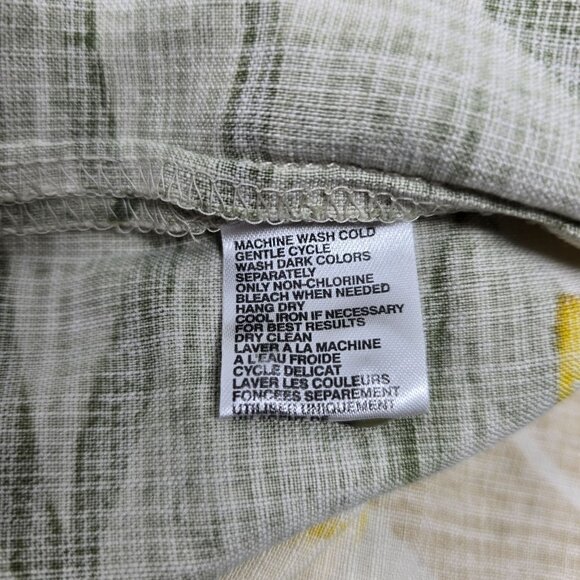 MACHINE WASH COLD
GENTLE CYCLE
WASH DARK COLORS
SEPARATELY
ONLY NON-CHLORINE
BLEACH WHEN NEEDED
HANG DRY
COOL IRON IF NECESSARY
FOR BEST RESULTS
DRY CLEAN
LAVER A LA MACHINE
A L'EAU FROIDE
CYCLE DELICAT
LAVER LES COULEURS
FONCEES SEPAREMENT
UTILISER UNIQUEMENT